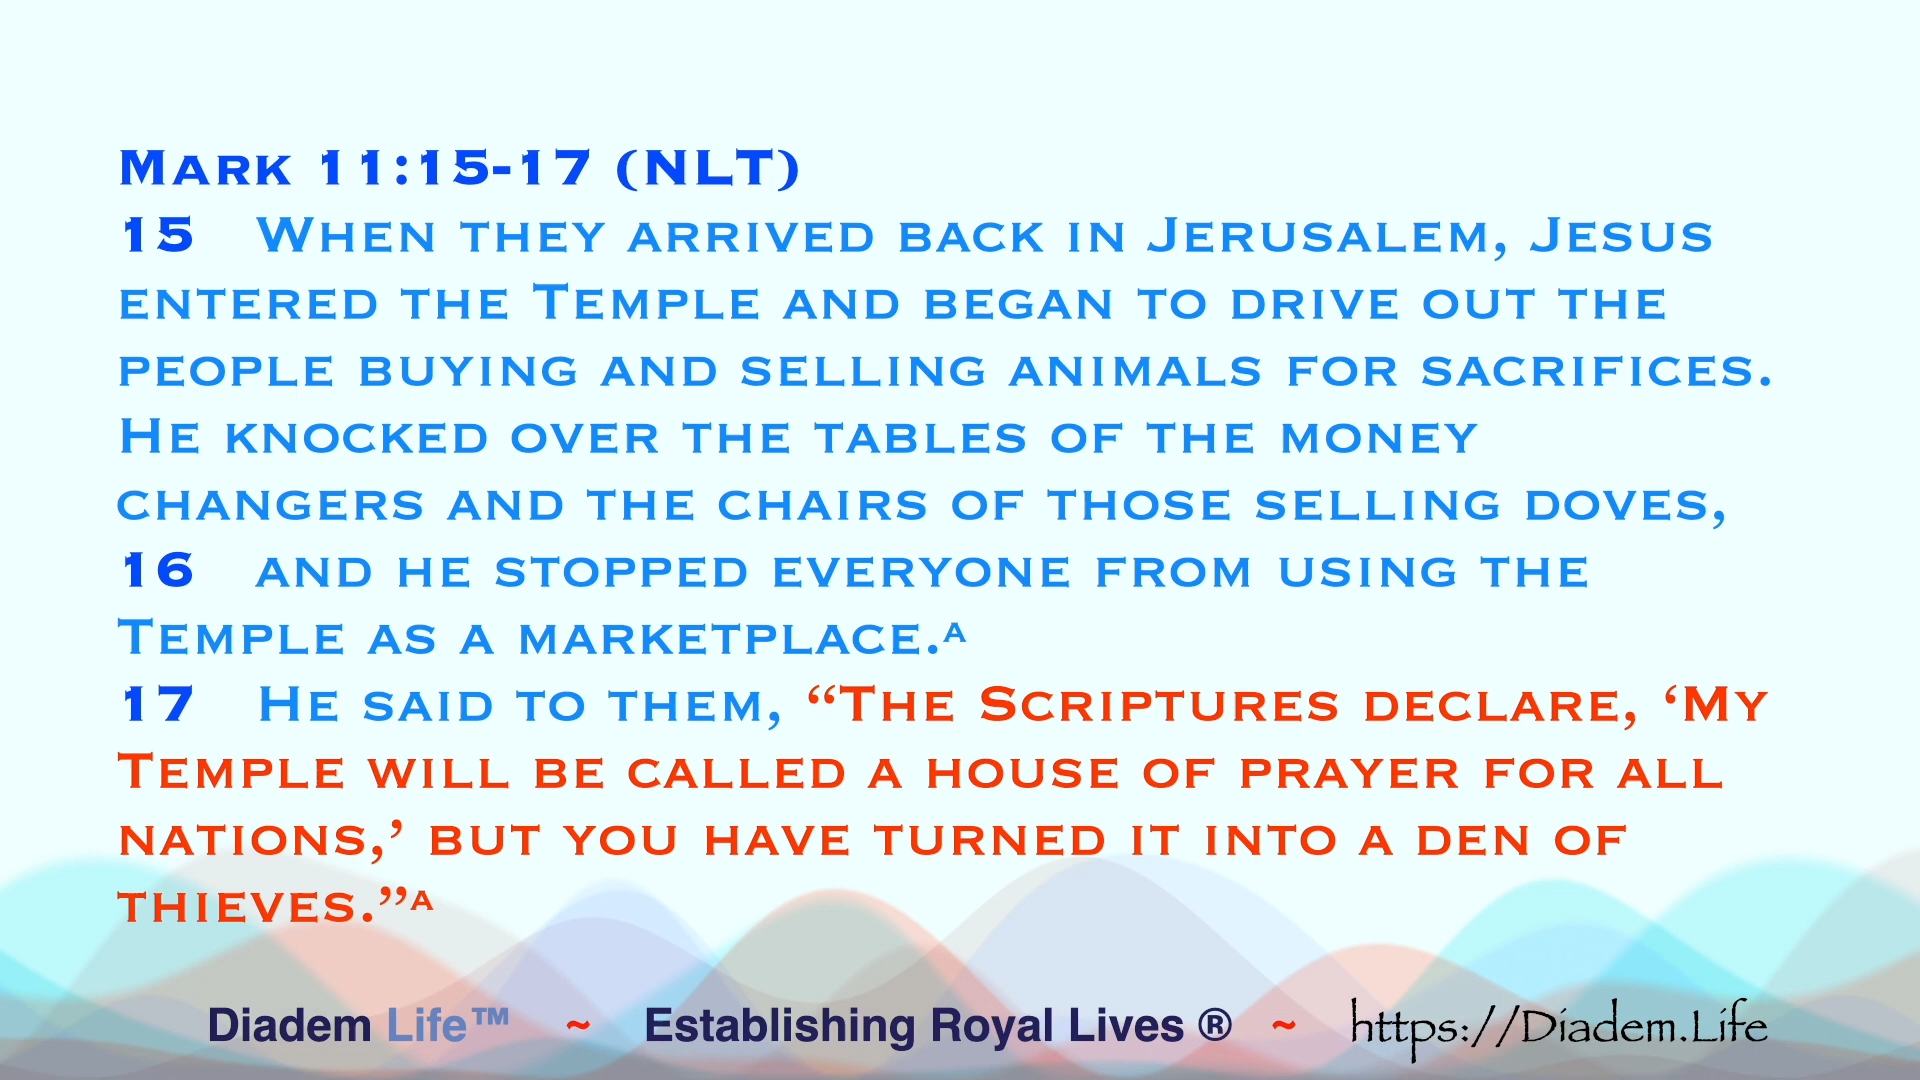 Mark 11:15-17 (NLT)
15 When they arrived back in Jerusalem, Jesus
entered the Temple and began to drive out the
people buying and selling animals for sacrifices.
He knocked over the tables of the money
changers and the chairs of those selling doves,
16 and he stopped everyone from using the
Temple as a marketplace.ᴬ
17 He said to them, “The Scriptures declare, ‘My
Temple will be called a house of prayer for all
nations,’ but you have turned it into a den of
thieves.”ᴬ
Diadem Life™ ~ Establishing Royal Lives ® ~ https://Diadem.Life